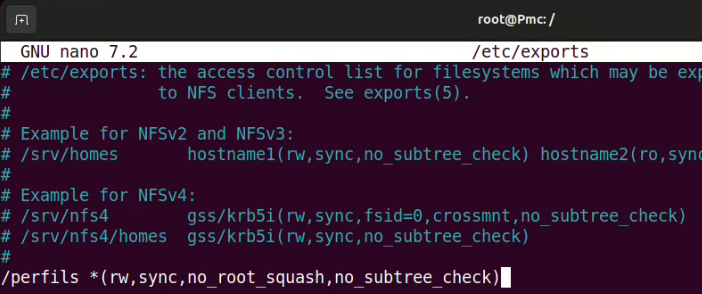 root@Pmc: /
GNU nano 7.2 /etc/exports
# /etc/exports: the access control list for filesystems which may be exp
# to NFS clients. See exports(5).
#
# Example for NFSv2 and NFSv3:
# /srv/homes hostname1(rw,sync,no_subtree_check) hostname2(ro,sync
#
# Example for NFSv4:
# /srv/nfs4 gss/krb5i(rw,sync,fsid=0,crossmnt,no_subtree_check)
# /srv/nfs4/homes gss/krb5i(rw,sync,no_subtree_check)
#
/perfils *(rw,sync,no_root_squash,no_subtree_check)